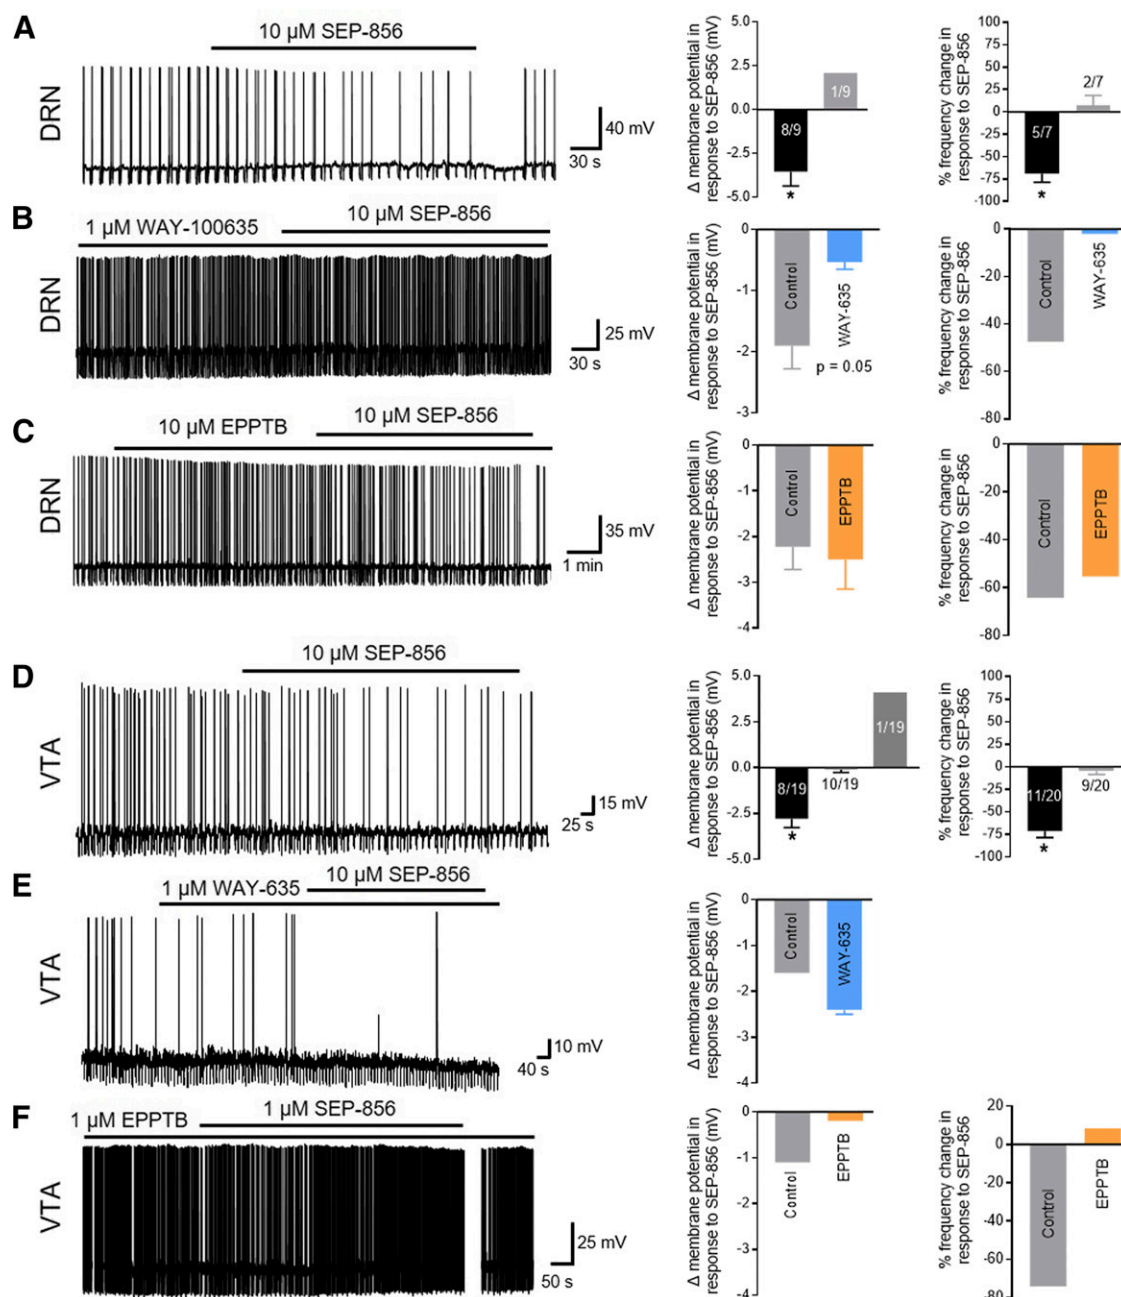 A
10 µM SEP-856
DRN
40 mV
30 s
Δ membrane potential in
response to SEP-856 (mV)
5.0
2.5
0.0
-2.5
-5.0
8/9
1/9
*
% frequency change in
response to SEP-856
100
75
50
25
0
-25
-50
-75
-100
5/7
2/7
*
B
1 µM WAY-100635
10 µM SEP-856
DRN
25 mV
30 s
Δ membrane potential in
response to SEP-856 (mV)
0
-1
-2
-3
Control
WAY-635
p = 0.05
% frequency change in
response to SEP-856
0
-20
-40
-60
-80
Control
WAY-635
C
10 µM EPPTB
10 µM SEP-856
DRN
35 mV
1 min
Δ membrane potential in
response to SEP-856 (mV)
0
-1
-2
-3
-4
Control
EPPTB
% frequency change in
response to SEP-856
0
-20
-40
-60
-80
Control
EPPTB
D
10 µM SEP-856
VTA
15 mV
25 s
Δ membrane potential in
response to SEP-856 (mV)
5.0
2.5
0.0
-2.5
-5.0
8/19
10/19
1/19
*
% frequency change in
response to SEP-856
100
75
50
25
0
-25
-50
-75
-100
11/20
9/20
*
E
1 µM WAY-635
10 µM SEP-856
VTA
10 mV
40 s
Δ membrane potential in
response to SEP-856 (mV)
0
-1
-2
-3
-4
Control
WAY-635
F
1 µM EPPTB
1 µM SEP-856
VTA
25 mV
50 s
Δ membrane potential in
response to SEP-856 (mV)
0
-1
-2
-3
-4
Control
EPPTB
% frequency change in
response to SEP-856
20
0
-20
-40
-60
-80
Control
EPPTB